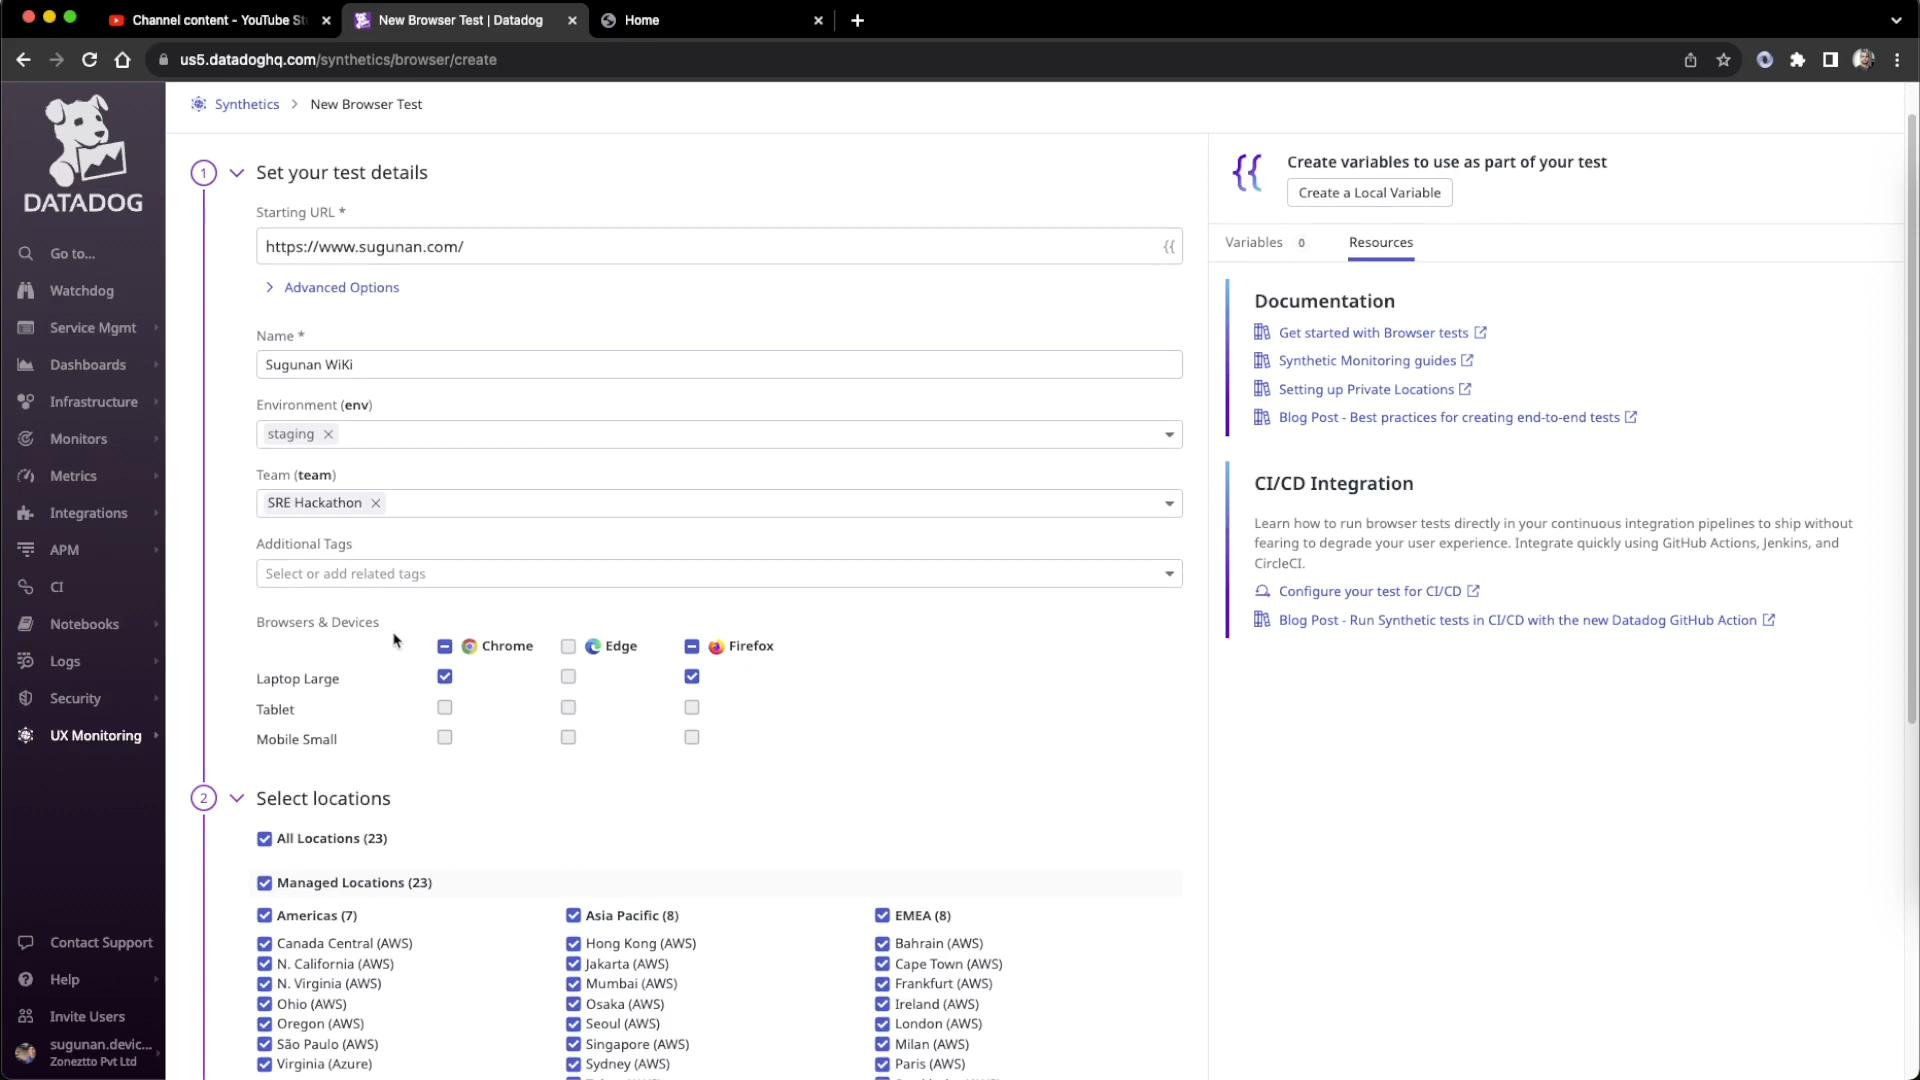 Channel content - YouTube St
New Browser Test | Datadog
Home
us5.datadoghq.com/synthetics/browser/create
DATADOG
Go to...
Watchdog
Service Mgmt
Dashboards
Infrastructure
Monitors
Metrics
Integrations
APM
CI
Notebooks
Logs
Security
UX Monitoring
Contact Support
Help
Invite Users
sugunan.devic...
Zoneztto Pvt Ltd
Synthetics > New Browser Test
1 Set your test details
Starting URL *
https://www.sugunan.com/ {{
Advanced Options
Name *
Sugunan WiKi
Environment (env)
staging
Team (team)
SRE Hackathon
Additional Tags
Select or add related tags
Browsers & Devices
Chrome Edge Firefox
Laptop Large
Tablet
Mobile Small
2 Select locations
All Locations (23)
Managed Locations (23)
Americas (7)
Canada Central (AWS)
N. California (AWS)
N. Virginia (AWS)
Ohio (AWS)
Oregon (AWS)
São Paulo (AWS)
Virginia (Azure)
Asia Pacific (8)
Hong Kong (AWS)
Jakarta (AWS)
Mumbai (AWS)
Osaka (AWS)
Seoul (AWS)
Singapore (AWS)
Sydney (AWS)
EMEA (8)
Bahrain (AWS)
Cape Town (AWS)
Frankfurt (AWS)
Ireland (AWS)
London (AWS)
Milan (AWS)
Paris (AWS)
{{ Create variables to use as part of your test
Create a Local Variable
Variables 0 Resources
Documentation
Get started with Browser tests
Synthetic Monitoring guides
Setting up Private Locations
Blog Post - Best practices for creating end-to-end tests
CI/CD Integration
Learn how to run browser tests directly in your continuous integration pipelines to ship without
fearing to degrade your user experience. Integrate quickly using GitHub Actions, Jenkins, and
CircleCI.
Configure your test for CI/CD
Blog Post - Run Synthetic tests in CI/CD with the new Datadog GitHub Action